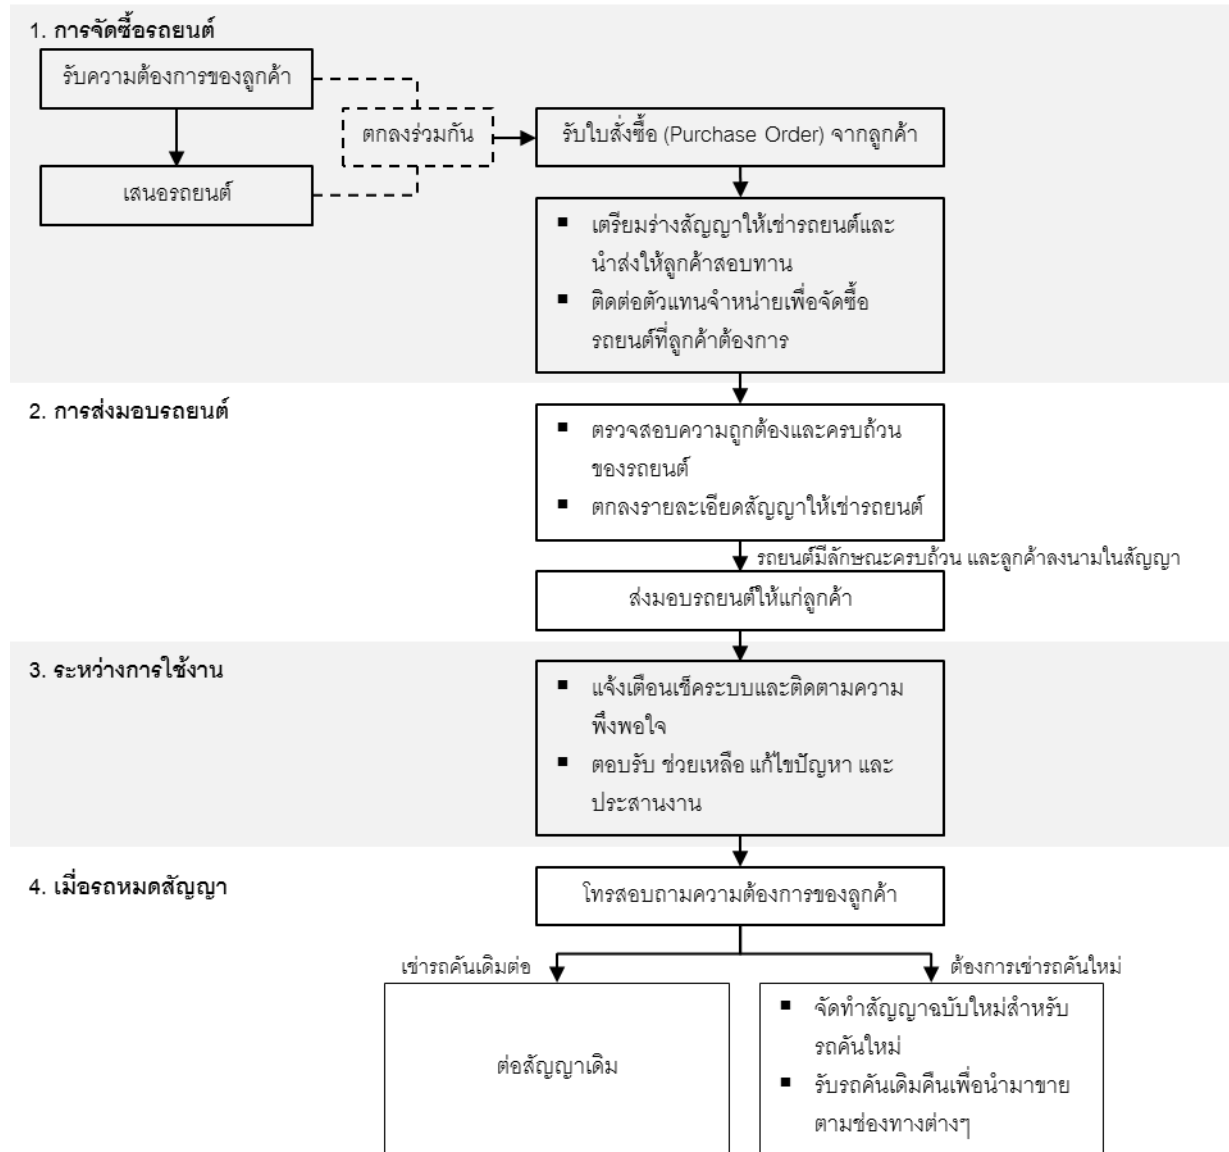 1. การจัดซื้อรถยนต์
รับความต้องการของลูกค้า
ตกลงร่วมกัน
รับใบสั่งซื้อ (Purchase Order) จากลูกค้า
เสนอรถยนต์
▪ เตรียมร่างสัญญาให้เช่ารถยนต์และ
นำส่งให้ลูกค้าสอบทาน
▪ ติดต่อตัวแทนจำหน่ายเพื่อจัดซื้อ
รถยนต์ที่ลูกค้าต้องการ
2. การส่งมอบรถยนต์
▪ ตรวจสอบความถูกต้องและครบถ้วน
ของรถยนต์
▪ ตกลงรายละเอียดสัญญาให้เช่ารถยนต์
รถยนต์มีลักษณะครบถ้วน และลูกค้าลงนามในสัญญา
ส่งมอบรถยนต์ให้แก่ลูกค้า
3. ระหว่างการใช้งาน
▪ แจ้งเตือนเช็คระบบและติดตามความ
พึงพอใจ
▪ ตอบรับ ช่วยเหลือ แก้ไขปัญหา และ
ประสานงาน
4. เมื่อรถหมดสัญญา
โทรสอบถามความต้องการของลูกค้า
เช่ารถคันเดิมต่อ
ต้องการเช่ารถคันใหม่
ต่อสัญญาเดิม
▪ จัดทำสัญญาฉบับใหม่สำหรับ
รถคันใหม่
▪ รับรถคันเดิมคืนเพื่อนำมาขาย
ตามช่องทางต่างๆ